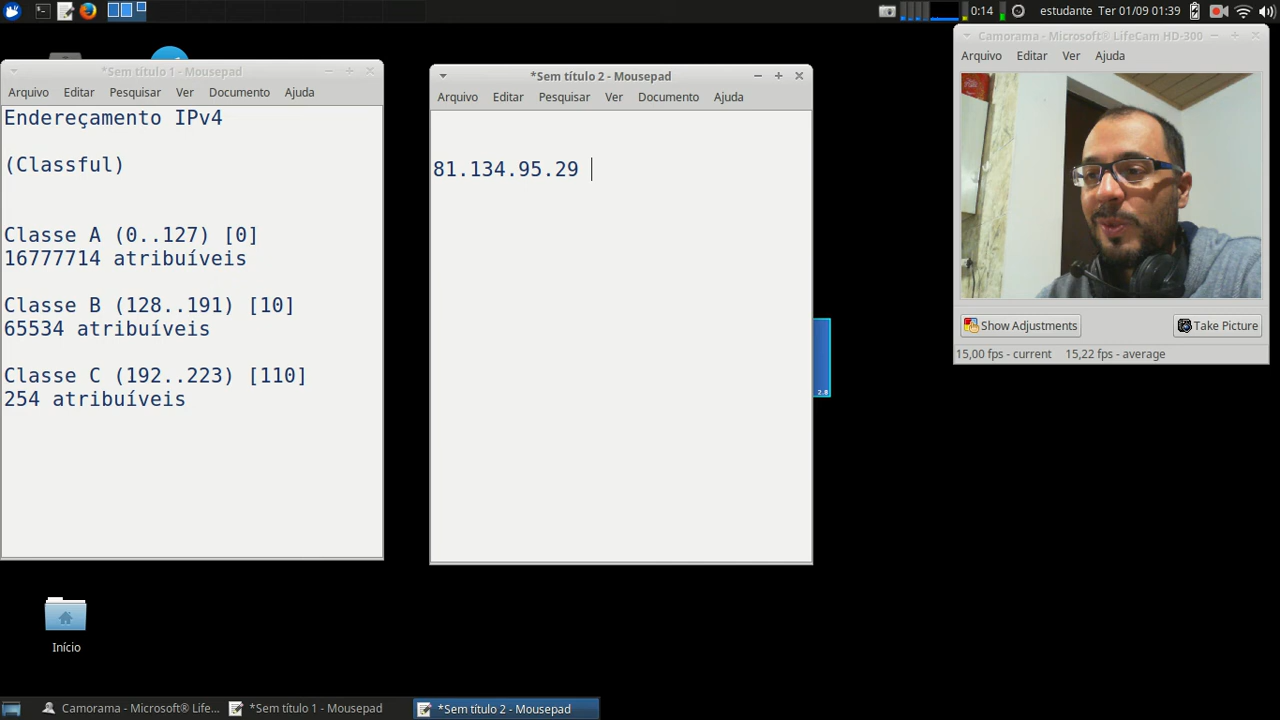 0:14
estudante Ter 01/09 01:39
*Sem título 1 - Mousepad
Arquivo Editar Pesquisar Ver Documento Ajuda
Endereçamento IPv4
(Classful)
Classe A (0..127) [0]
16777714 atribuíveis
Classe B (128..191) [10]
65534 atribuíveis
Classe C (192..223) [110]
254 atribuíveis
*Sem título 2 - Mousepad
Arquivo Editar Pesquisar Ver Documento Ajuda
81.134.95.29
Camorama - Microsoft® LifeCam HD-300
Arquivo Editar Ver Ajuda
Show Adjustments
Take Picture
15,00 fps - current 15,22 fps - average
2.0
Início
Camorama - Microsoft® Life...
*Sem título 1 - Mousepad
*Sem título 2 - Mousepad